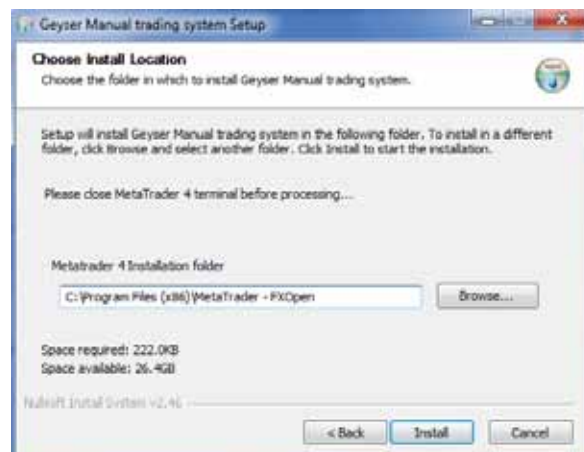 Geyser Manual trading system Setup
Choose Install Location
Choose the folder in which to install Geyser Manual trading system.
Setup will install Geyser Manual trading system in the following folder. To install in a different
folder, click Browse and select another folder. Click Install to start the installation.
Please close MetaTrader 4 terminal before processing...
Metatrader 4 Installation folder
C:\Program Files (x86)\MetaTrader - FXOpen
Browse...
Space required: 222.0KB
Space available: 26.4GB
Nullsoft Install System v2.46
< Back
Install
Cancel